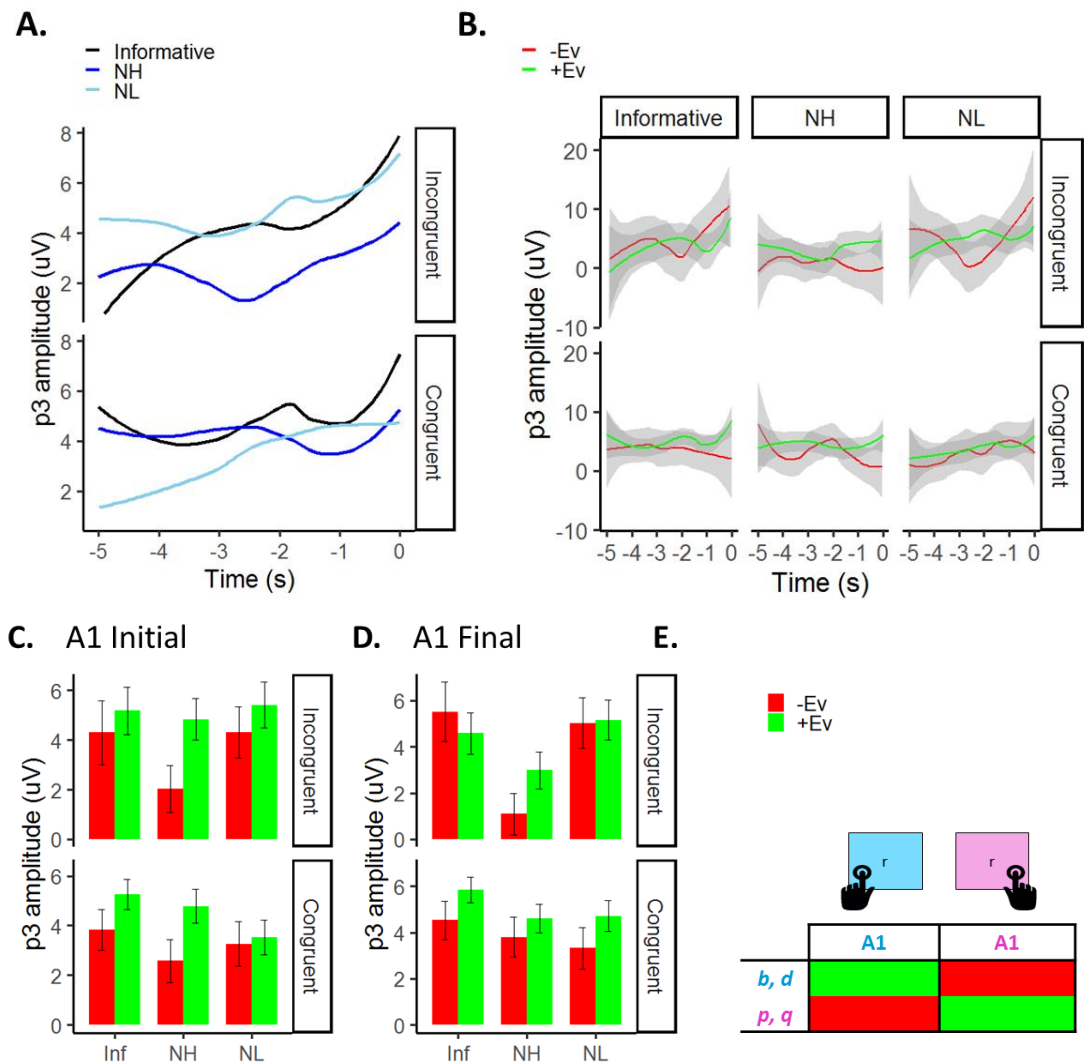 A.
Informative
NH
NL
8
6
4
2
Incongruent
8
6
4
2
Congruent
p3 amplitude (uV)
-5 -4 -3 -2 -1 0
Time (s)
B.
-Ev
+Ev
Informative NH NL
20
10
0
-10
Incongruent
20
10
0
-10
Congruent
p3 amplitude (uV)
-5 -4 -3 -2 -1 0 -5 -4 -3 -2 -1 0 -5 -4 -3 -2 -1 0
Time (s)
C. A1 Initial
6
4
2
0
Incongruent
6
4
2
0
Congruent
p3 amplitude (uV)
Inf NH NL
D. A1 Final
6
4
2
0
Incongruent
6
4
2
0
Congruent
p3 amplitude (uV)
Inf NH NL
E.
-Ev
+Ev
r r
A1 A1
b, d
p, q